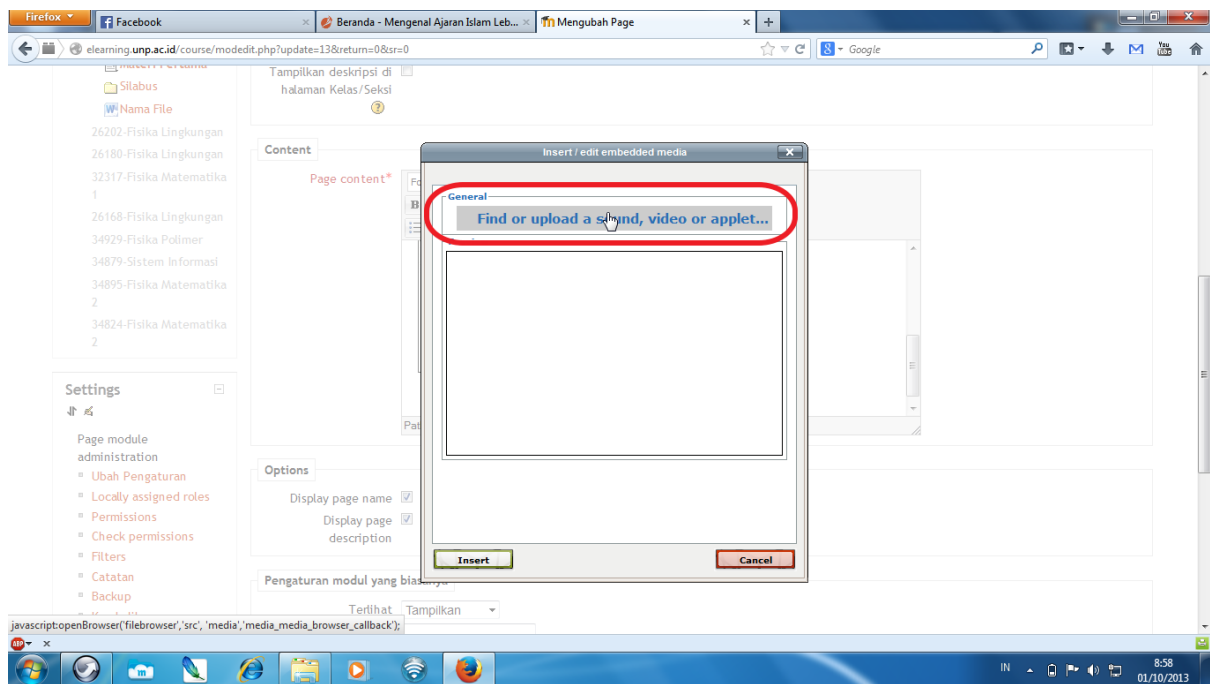 Firefox
Facebook
Beranda - Mengenal Ajaran Islam Leb...
Mengubah Page
elearning.unp.ac.id/course/modedit.php?update=13&return=0&sr=0
Google
Silabus
Nama File
26202-Fisika Lingkungan
26180-Fisika Lingkungan
32317-Fisika Matematika
1
26168-Fisika Lingkungan
34929-Fisika Polimer
34879-Sistem Informasi
34895-Fisika Matematika
2
34824-Fisika Matematika
2
Settings
Page module
administration
Ubah Pengaturan
Locally assigned roles
Permissions
Check permissions
Filters
Catatan
Backup
Tampilkan deskripsi di
halaman Kelas/Seksi
Content
Page content*
Fo
B
Pat
Insert / edit embedded media
General
Find or upload a sound, video or applet...
Insert
Cancel
Options
Display page name
Display page
description
Pengaturan modul yang biasanya
Terlihat
Tampilkan
javascript:openBrowser('filebrowser','src', 'media','media_media_browser_callback');
ABP
IN
8:58
01/10/2013